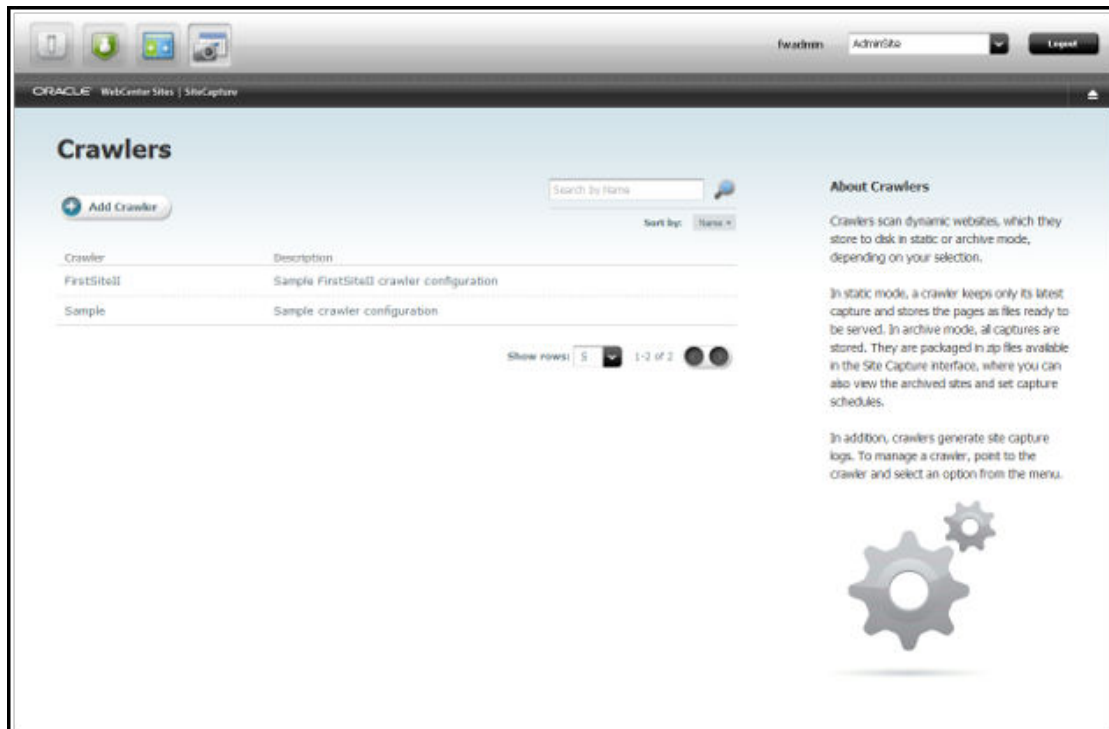 fwadmin
AdminSite
Logout
ORACLE WebCenter Sites | SiteCapture
Crawlers
Search by Name
Add Crawler
Sort by: Name
Crawler Description
FirstSiteII Sample FirstSiteII crawler configuration
Sample Sample crawler configuration
Show rows: 5 1-2 of 2
About Crawlers
Crawlers scan dynamic websites, which they
store to disk in static or archive mode,
depending on your selection.
In static mode, a crawler keeps only its latest
capture and stores the pages as files ready to
be served. In archive mode, all captures are
stored. They are packaged in zip files available
in the Site Capture interface, where you can
also view the archived sites and set capture
schedules.
In addition, crawlers generate site capture
logs. To manage a crawler, point to the
crawler and select an option from the menu.